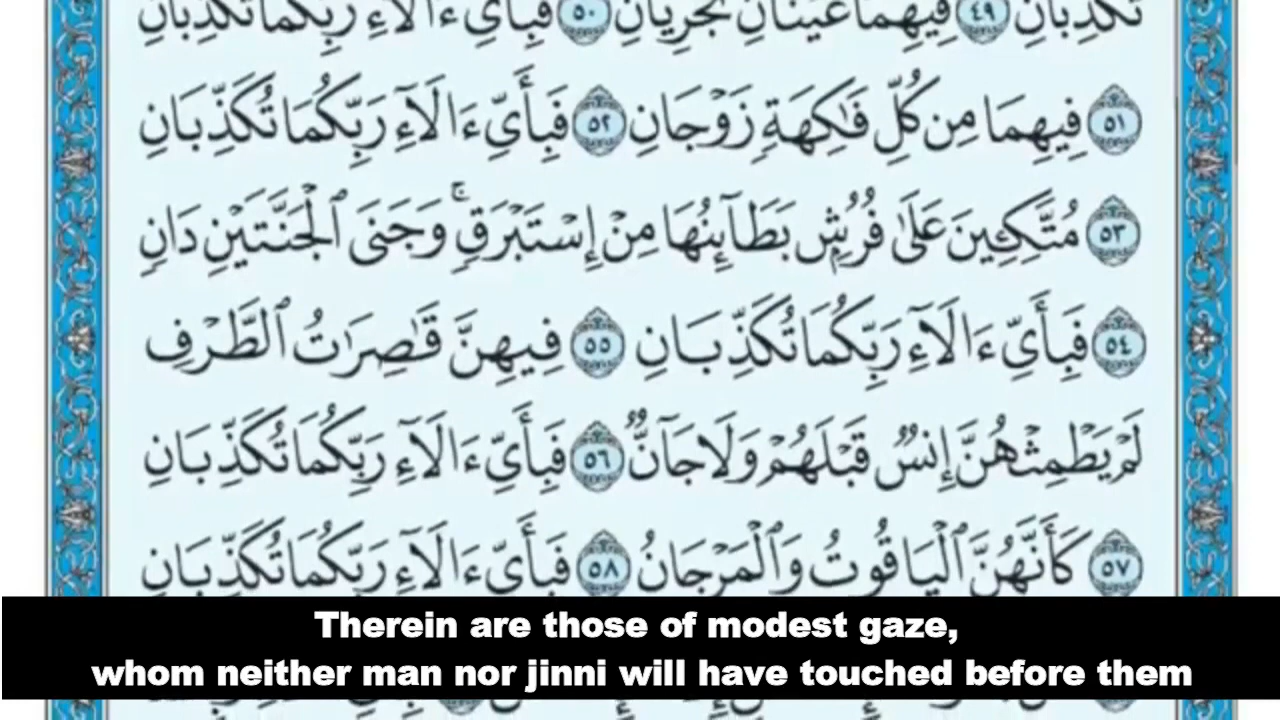 تُكَذِّبَانِ ٤٩ فِيهِمَا عَيْنَانِ تَجْرِيَانِ ٥٠ فَبِأَيِّ ءَالَآءِ رَبِّكُمَا تُكَذِّبَانِ
٥١ فِيهِمَا مِن كُلِّ فَٰكِهَةٍ زَوْجَانِ ٥٢ فَبِأَيِّ ءَالَآءِ رَبِّكُمَا تُكَذِّبَانِ
٥٣ مُتَّكِـِٔينَ عَلَىٰ فُرُشٍۭ بَطَآئِنُهَا مِنْ إِسْتَبْرَقٍۚ وَجَنَى ٱلْجَنَّتَيْنِ دَانٍ
٥٤ فَبِأَيِّ ءَالَآءِ رَبِّكُمَا تُكَذِّبَانِ ٥٥ فِيهِنَّ قَٰصِرَٰتُ ٱلطَّرْفِ
لَمْ يَطْمِثْهُنَّ إِنسٌ قَبْلَهُمْ وَلَا جَآنٌّ ٥٦ فَبِأَيِّ ءَالَآءِ رَبِّكُمَا تُكَذِّبَانِ
٥٧ كَأَنَّهُنَّ ٱلْيَاقُوتُ وَٱلْمَرْجَانُ ٥٨ فَبِأَيِّ ءَالَآءِ رَبِّكُمَا تُكَذِّبَانِ
Therein are those of modest gaze,
whom neither man nor jinni will have touched before them